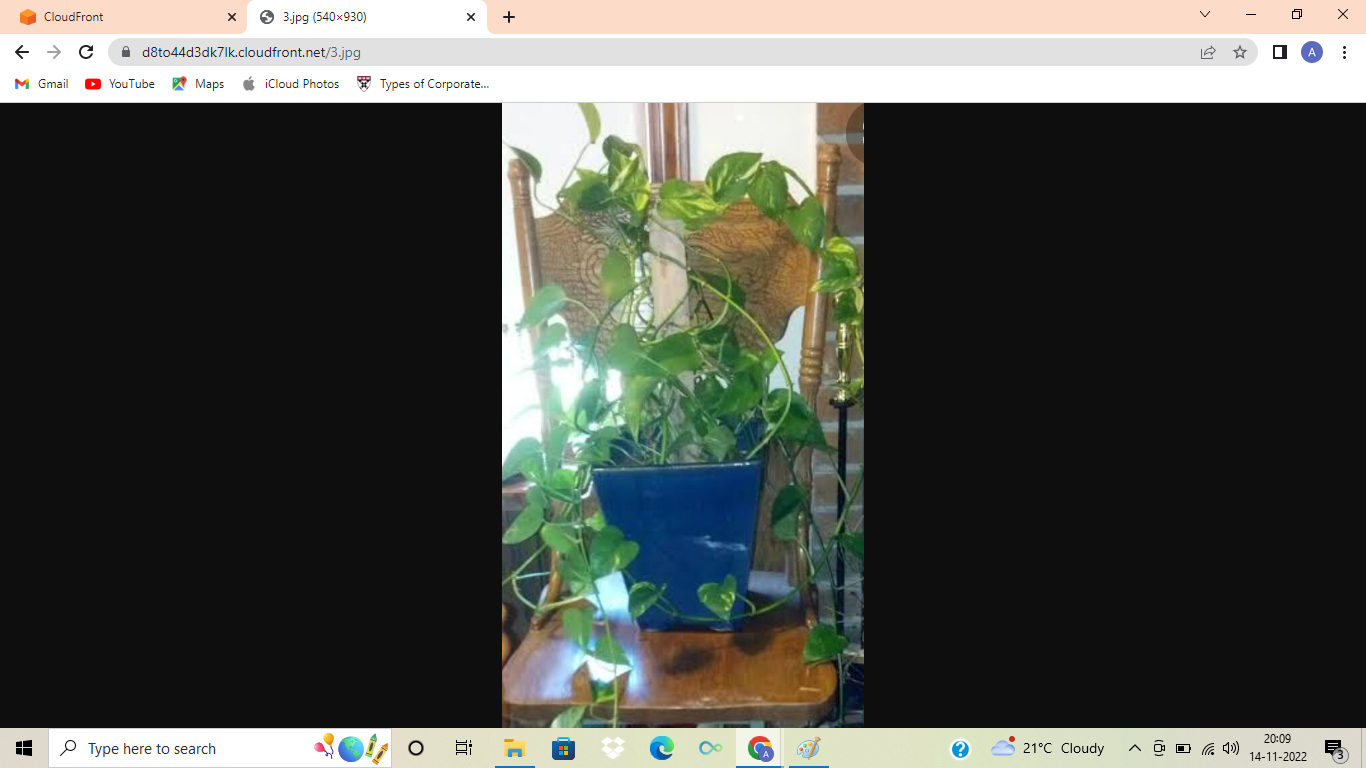 CloudFront
3.jpg (540×930)
d8to44d3dk7lk.cloudfront.net/3.jpg
A
Gmail
YouTube
Maps
iCloud Photos
Types of Corporate...
Type here to search
A
?
21°C Cloudy
20:09
14-11-2022
3